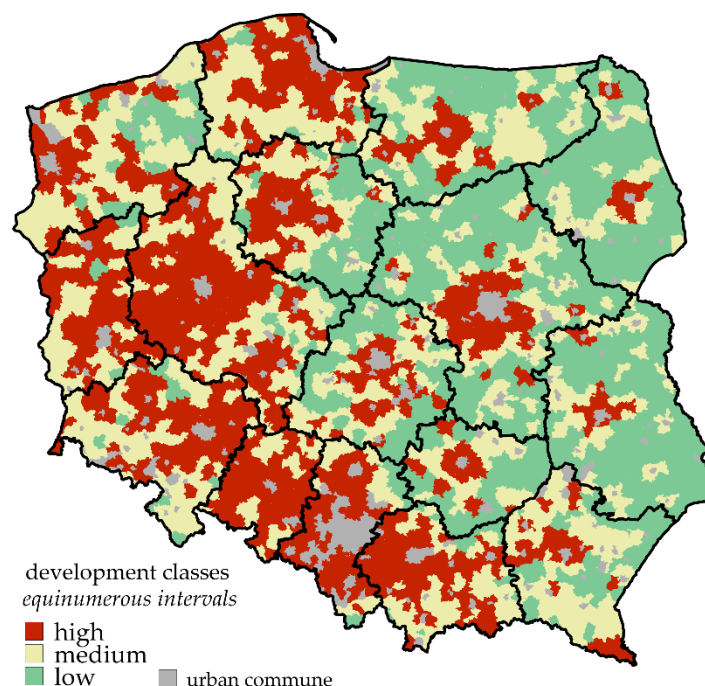 development classes
equinumerous intervals
high
medium
low
urban commune